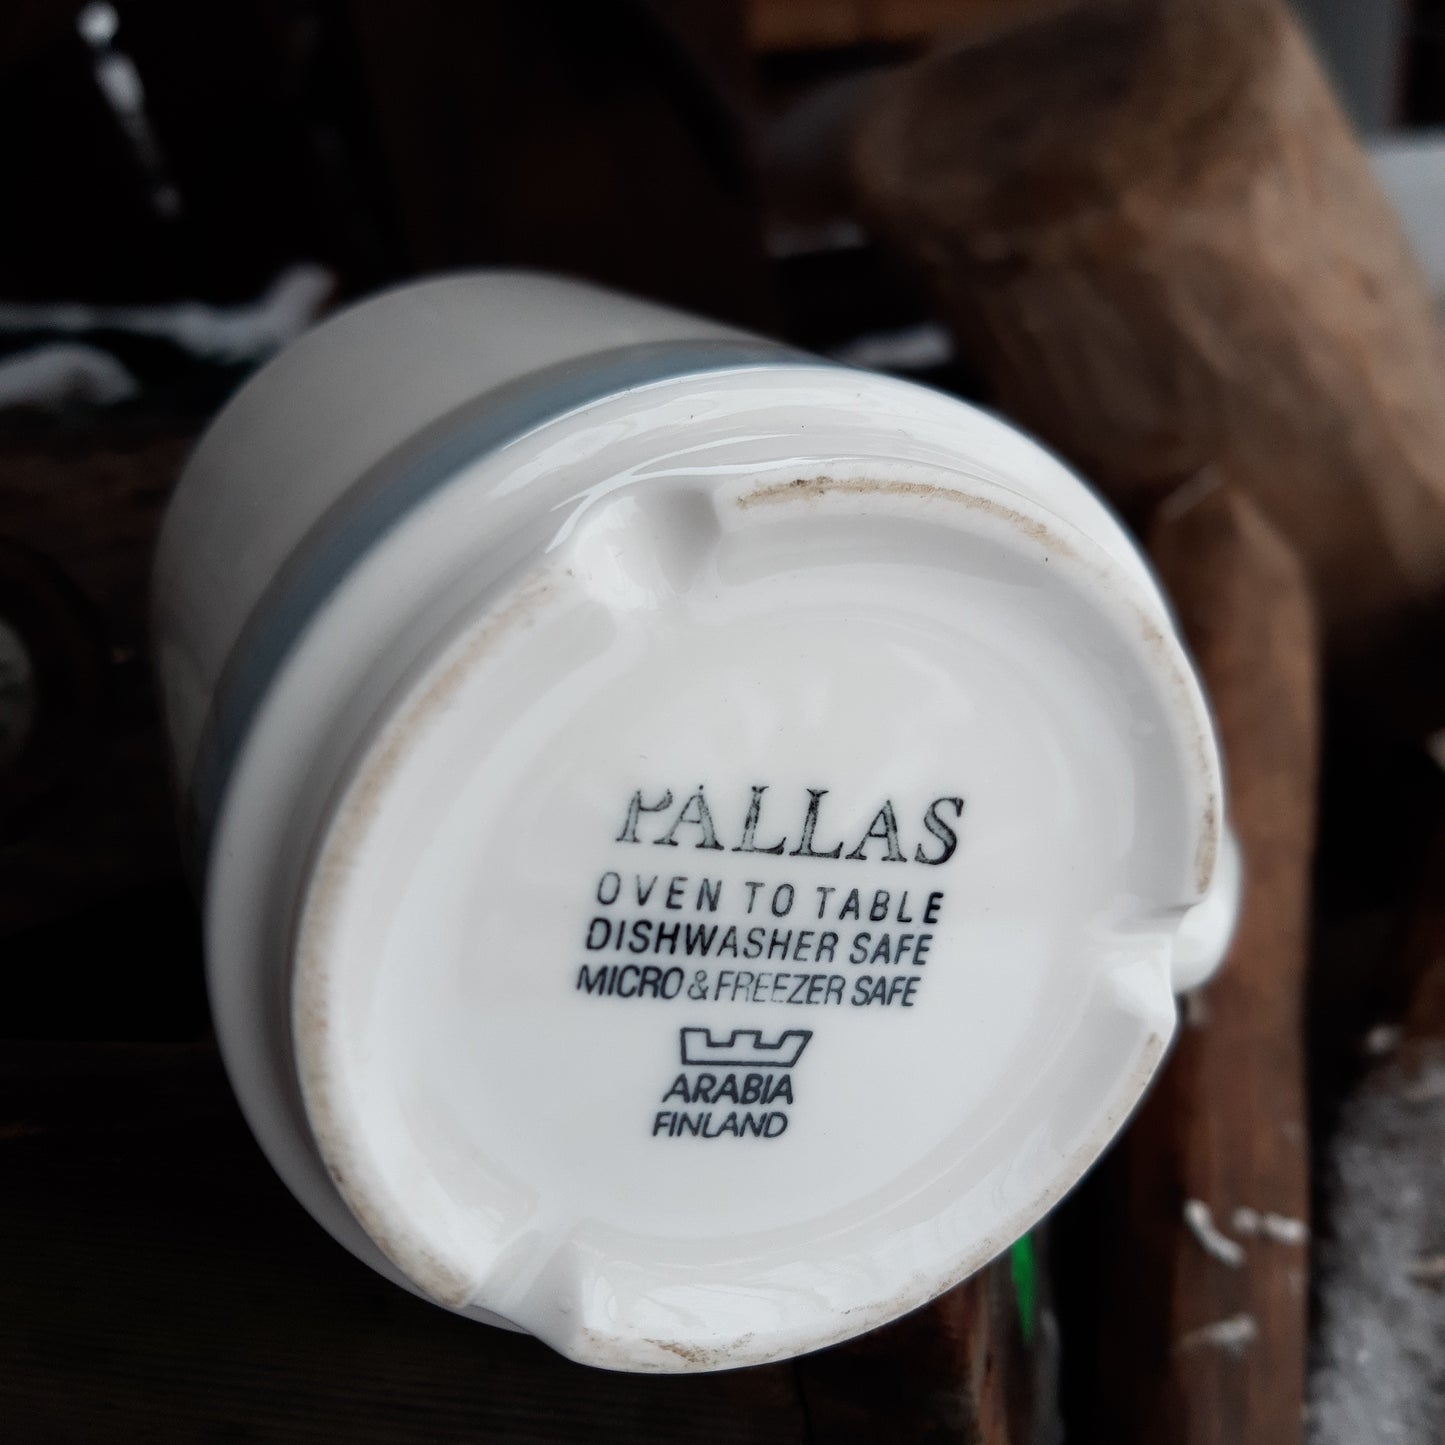 PALLAS
OVEN TO TABLE
DISHWASHER SAFE
MICRO & FREEZER SAFE
ARABIA
FINLAND